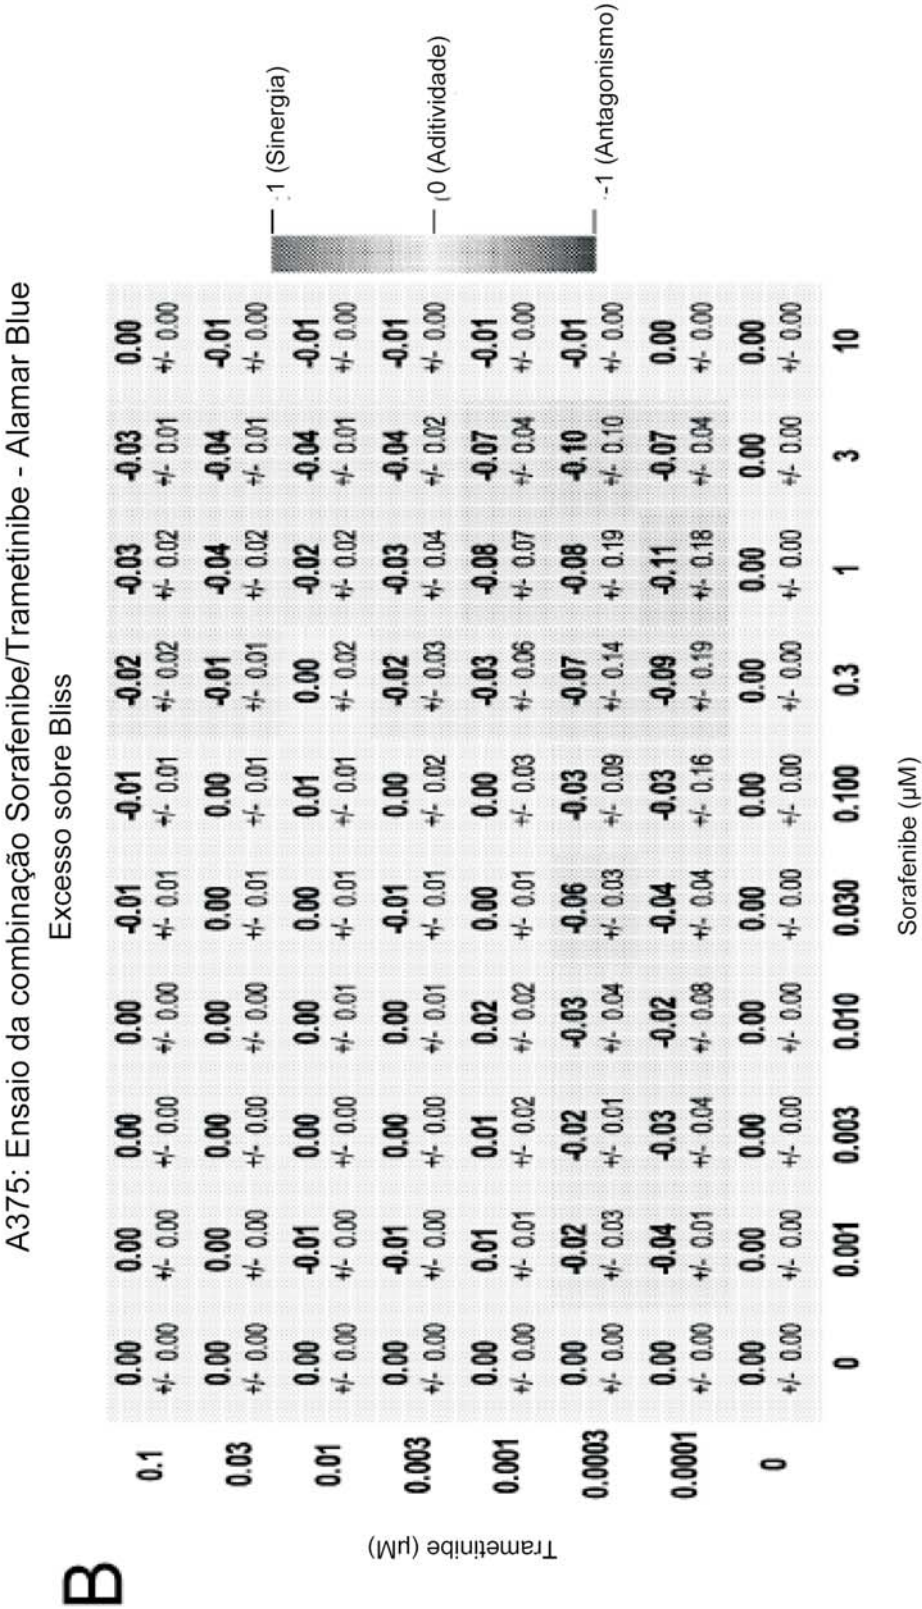 B
A375: Ensaio da combinação Sorafenibe/Trametinibe - Alamar Blue
Excesso sobre Bliss
Trametinibe (µM)
0.1 0.00 0.00 0.00 0.00 -0.01 -0.01 -0.02 -0.03 -0.03 0.00
+/- 0.00 +/- 0.00 +/- 0.00 +/- 0.00 +/- 0.01 +/- 0.01 +/- 0.02 +/- 0.02 +/- 0.01 +/- 0.00
0.03 0.00 0.00 0.00 0.00 0.00 0.00 -0.01 -0.04 -0.04 -0.01
+/- 0.00 +/- 0.00 +/- 0.00 +/- 0.00 +/- 0.01 +/- 0.01 +/- 0.01 +/- 0.02 +/- 0.01 +/- 0.00
0.01 0.00 -0.01 0.00 0.00 0.00 0.01 0.00 -0.02 -0.04 -0.01
+/- 0.00 +/- 0.00 +/- 0.00 +/- 0.01 +/- 0.01 +/- 0.01 +/- 0.02 +/- 0.02 +/- 0.01 +/- 0.00
0.003 0.00 -0.01 0.00 0.00 -0.01 0.00 -0.02 -0.03 -0.04 -0.01
+/- 0.00 +/- 0.00 +/- 0.00 +/- 0.01 +/- 0.01 +/- 0.02 +/- 0.03 +/- 0.04 +/- 0.02 +/- 0.00
0.001 0.00 0.01 0.01 0.02 0.00 0.00 -0.03 -0.08 -0.07 -0.01
+/- 0.00 +/- 0.01 +/- 0.02 +/- 0.02 +/- 0.01 +/- 0.03 +/- 0.06 +/- 0.07 +/- 0.04 +/- 0.00
0.0003 0.00 -0.02 -0.02 -0.03 -0.06 -0.03 -0.07 -0.08 -0.10 -0.01
+/- 0.00 +/- 0.03 +/- 0.01 +/- 0.04 +/- 0.03 +/- 0.09 +/- 0.14 +/- 0.19 +/- 0.10 +/- 0.00
0.0001 0.00 -0.04 -0.03 -0.02 -0.04 -0.03 -0.09 -0.11 -0.07 0.00
+/- 0.00 +/- 0.01 +/- 0.04 +/- 0.08 +/- 0.04 +/- 0.16 +/- 0.19 +/- 0.18 +/- 0.04 +/- 0.00
0 0.00 0.00 0.00 0.00 0.00 0.00 0.00 0.00 0.00 0.00
+/- 0.00 +/- 0.00 +/- 0.00 +/- 0.00 +/- 0.00 +/- 0.00 +/- 0.00 +/- 0.00 +/- 0.00 +/- 0.00
0 0.001 0.003 0.010 0.030 0.100 0.3 1 3 10
Sorafenibe (µM)
1 (Sinergia)
0 (Aditividade)
-1 (Antagonismo)